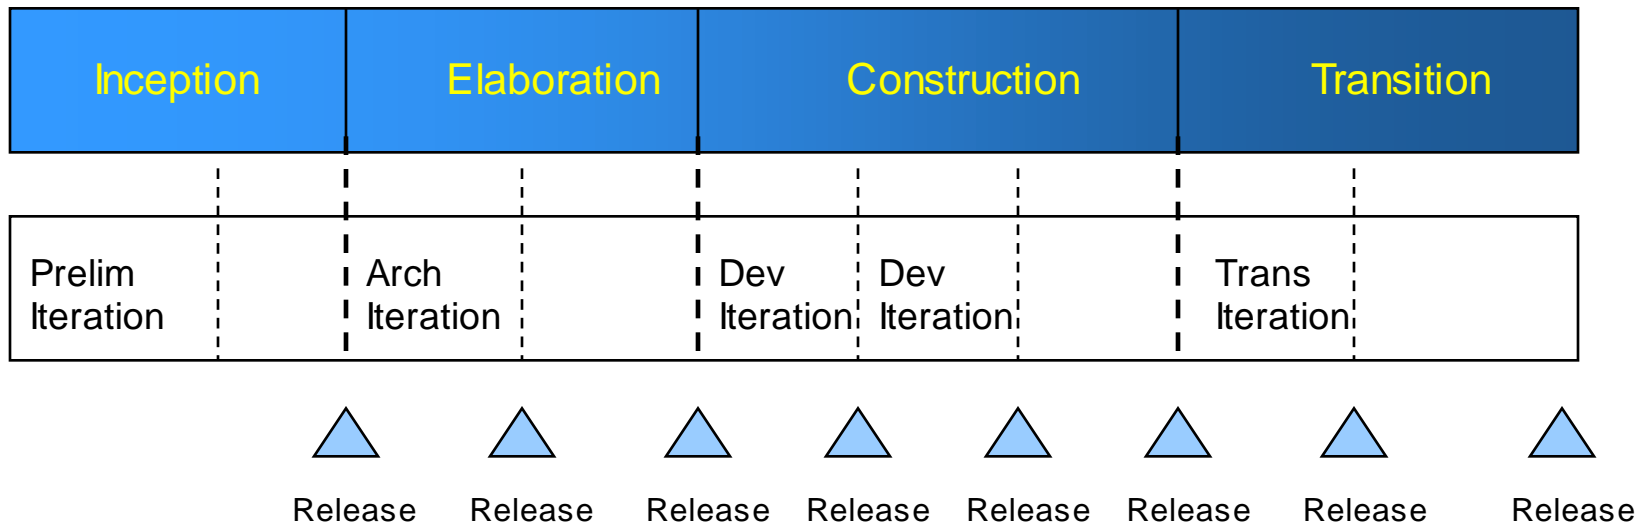 Inception Elaboration Construction Transition
Prelim Arch Dev Dev Trans
Iteration Iteration Iteration Iteration Iteration
Release Release Release Release Release Release Release Release